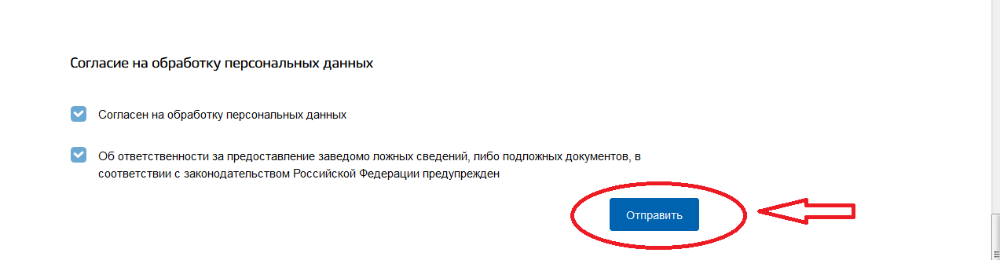 Согласие на обработку персональных данных
Согласен на обработку персональных данных
Об ответственности за предоставление заведомо ложных сведений, либо подложных документов, в
соответствии с законодательством Российской Федерации предупрежден
Отправить